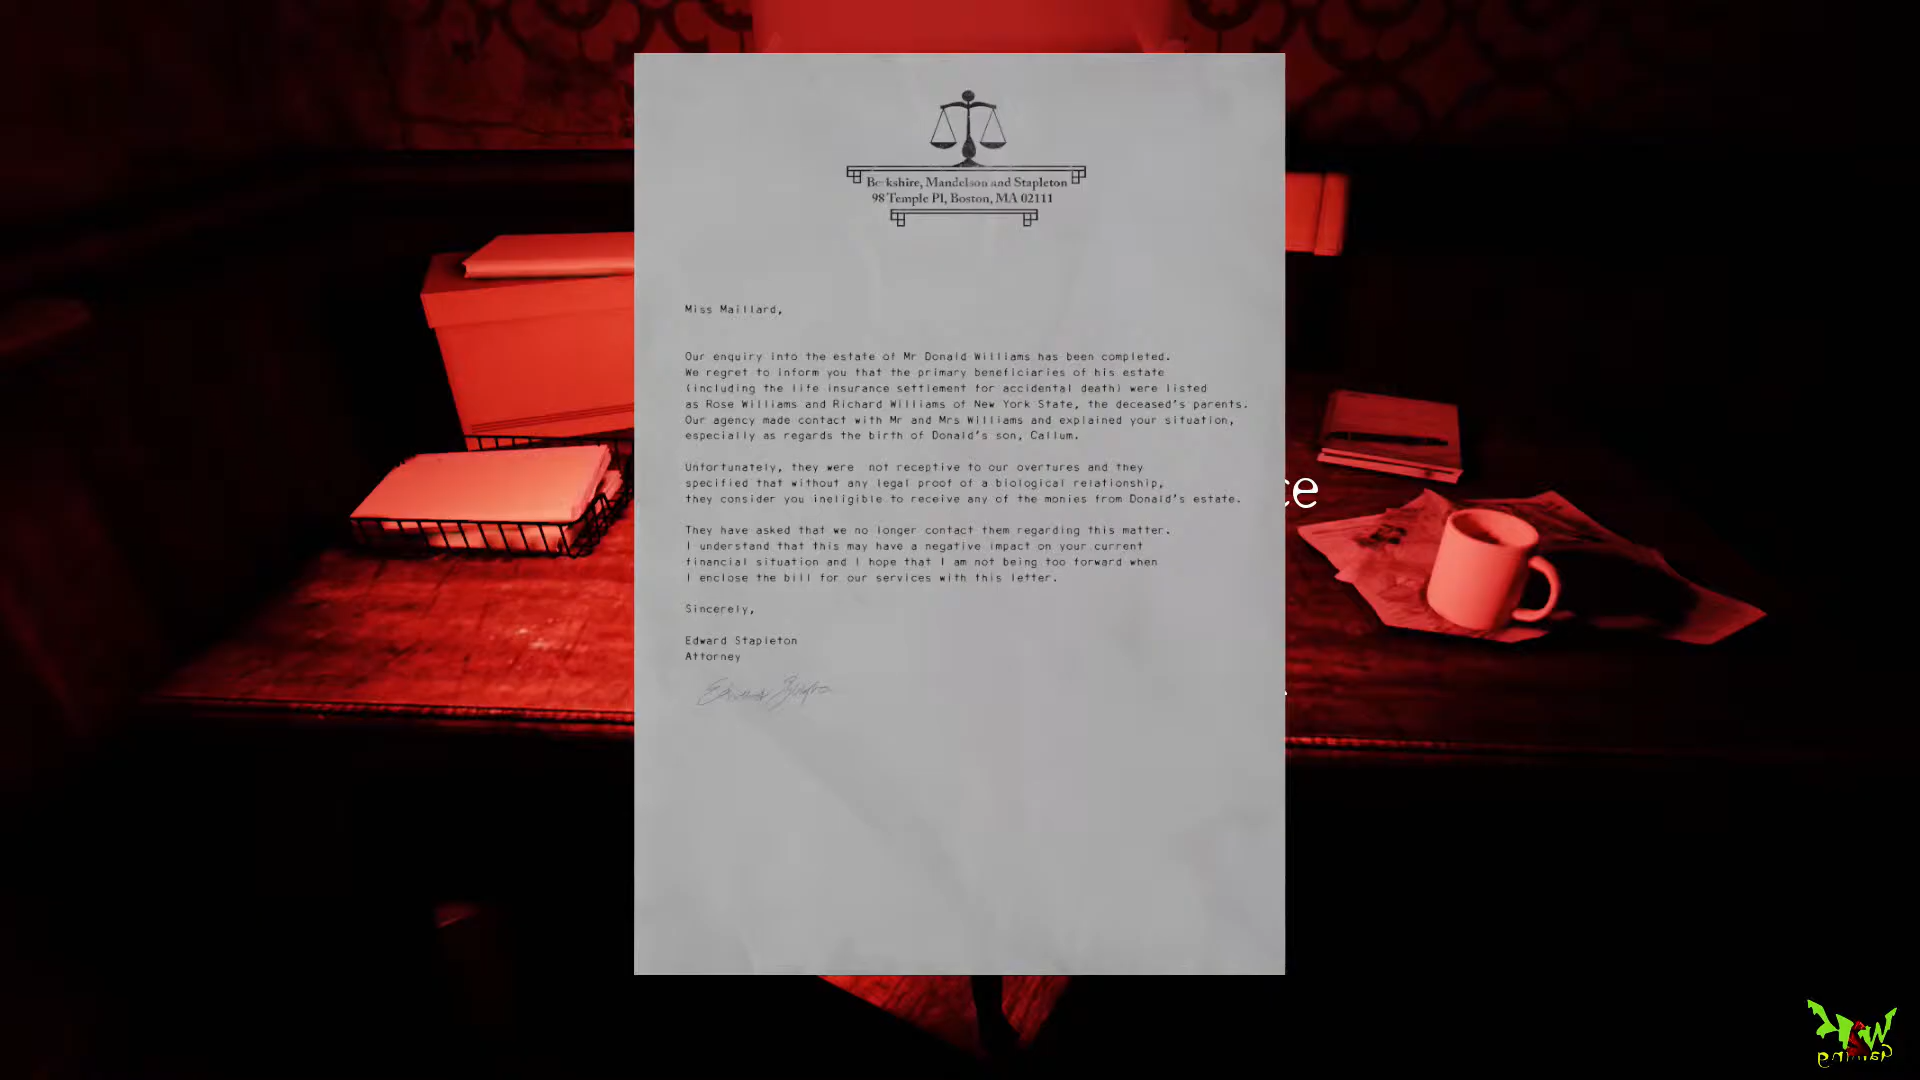 Berkshire, Mandelson and Stapleton
98 Temple Pl, Boston, MA 02111
Miss Maillard,
Our enquiry into the estate of Mr Donald Williams has been completed.
We regret to inform you that the primary beneficiaries of his estate
(including the life insurance settlement for accidental death) were listed
as Rose Williams and Richard Williams of New York State, the deceased's parents.
Our agency made contact with Mr and Mrs Williams and explained your situation,
especially as regards the birth of Donald's son, Callum.
Unfortunately, they were not receptive to our overtures and they
specified that without any legal proof of a biological relationship,
they consider you ineligible to receive any of the monies from Donald's estate.
They have asked that we no longer contact them regarding this matter.
I understand that this may have a negative impact on your current
financial situation and I hope that I am not being too forward when
I enclose the bill for our services with this letter.
Sincerely,
Edward Stapleton
Attorney